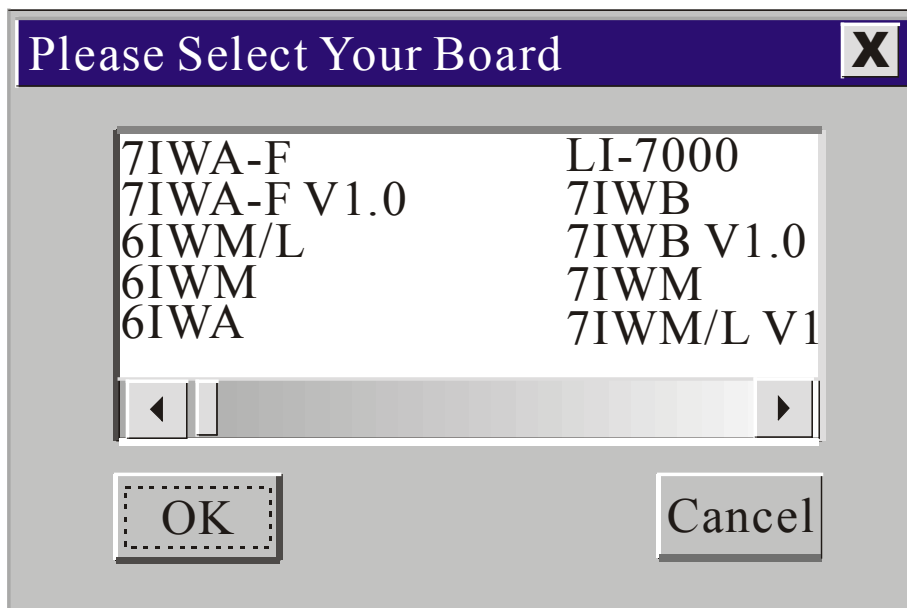 Please Select Your Board X
7IWA-F
7IWA-F V1.0
6IWM/L
6IWM
6IWA
LI-7000
7IWB
7IWB V1.0
7IWM
7IWM/L V1
OK
Cancel